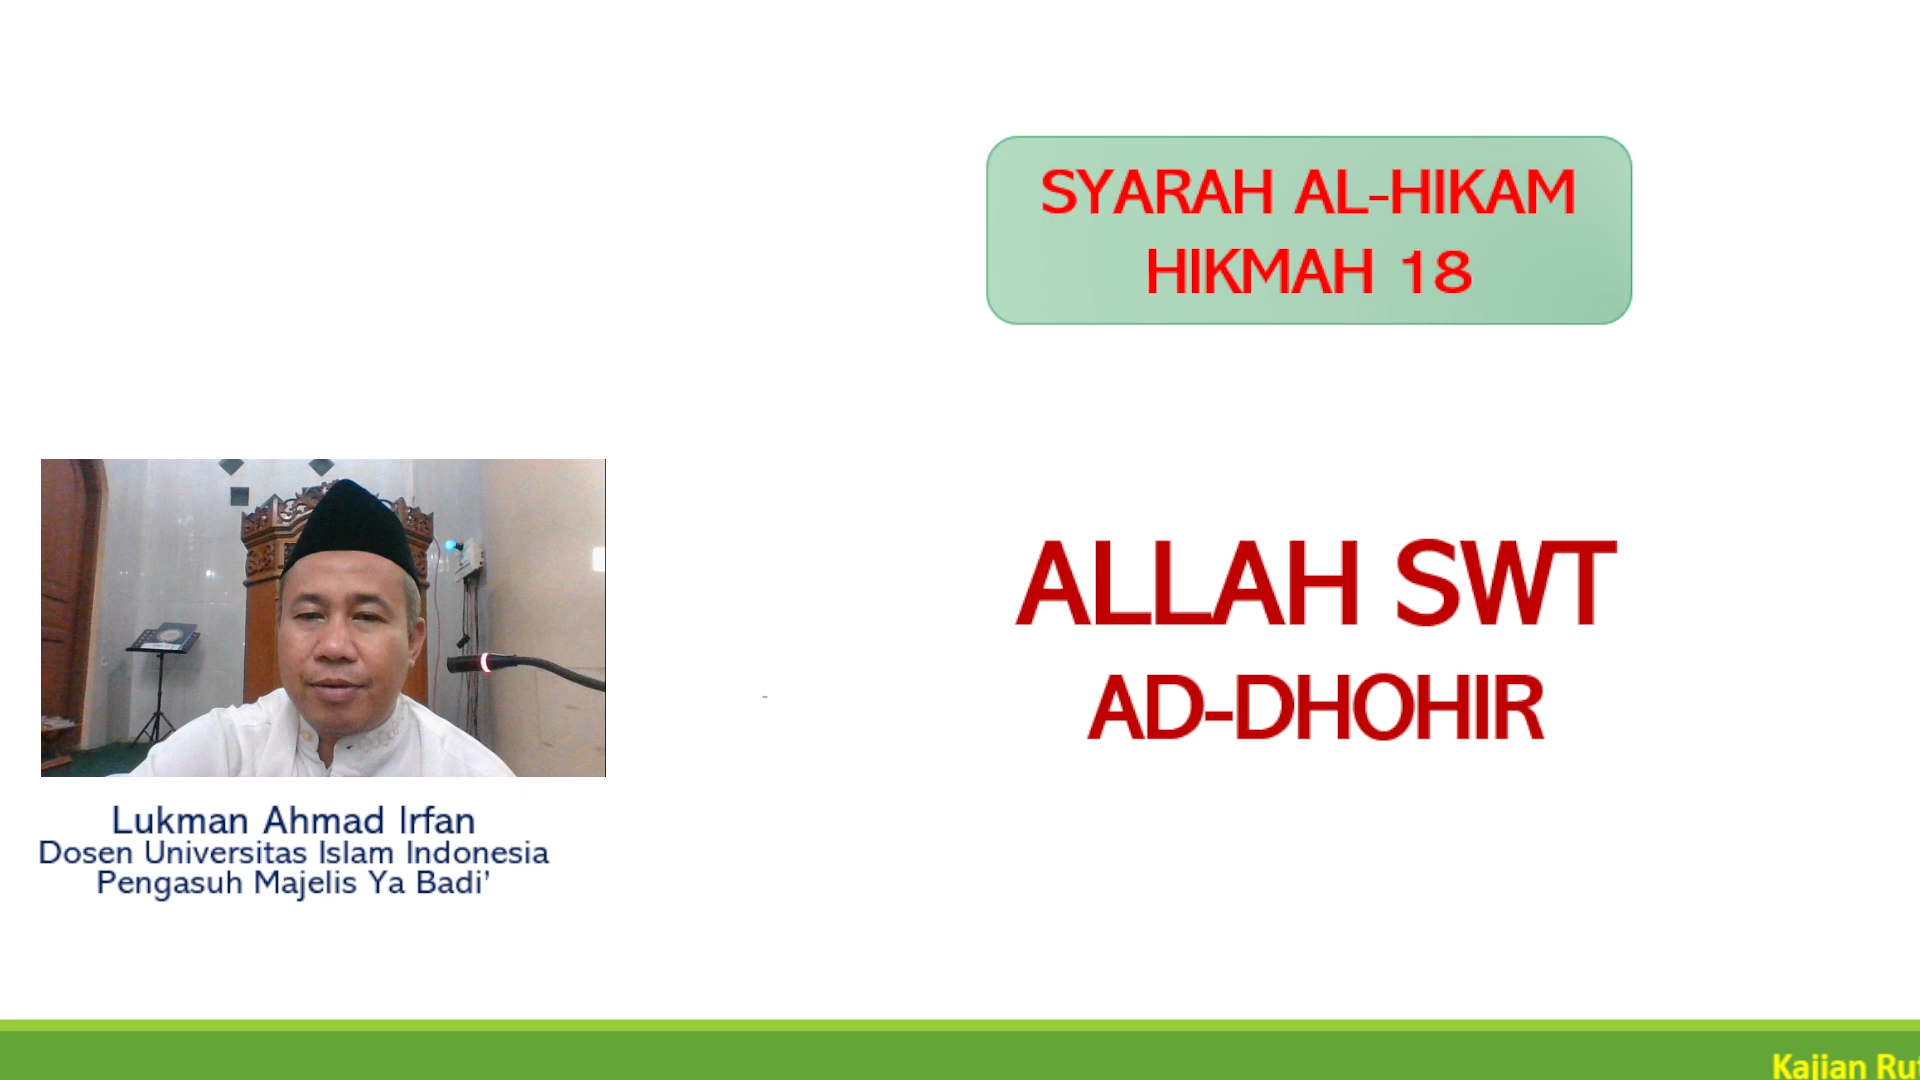 SYARAH AL-HIKAM
HIKMAH 18
ALLAH SWT
AD-DHOHIR
Lukman Ahmad Irfan
Dosen Universitas Islam Indonesia
Pengasuh Majelis Ya Badi’
Kajian